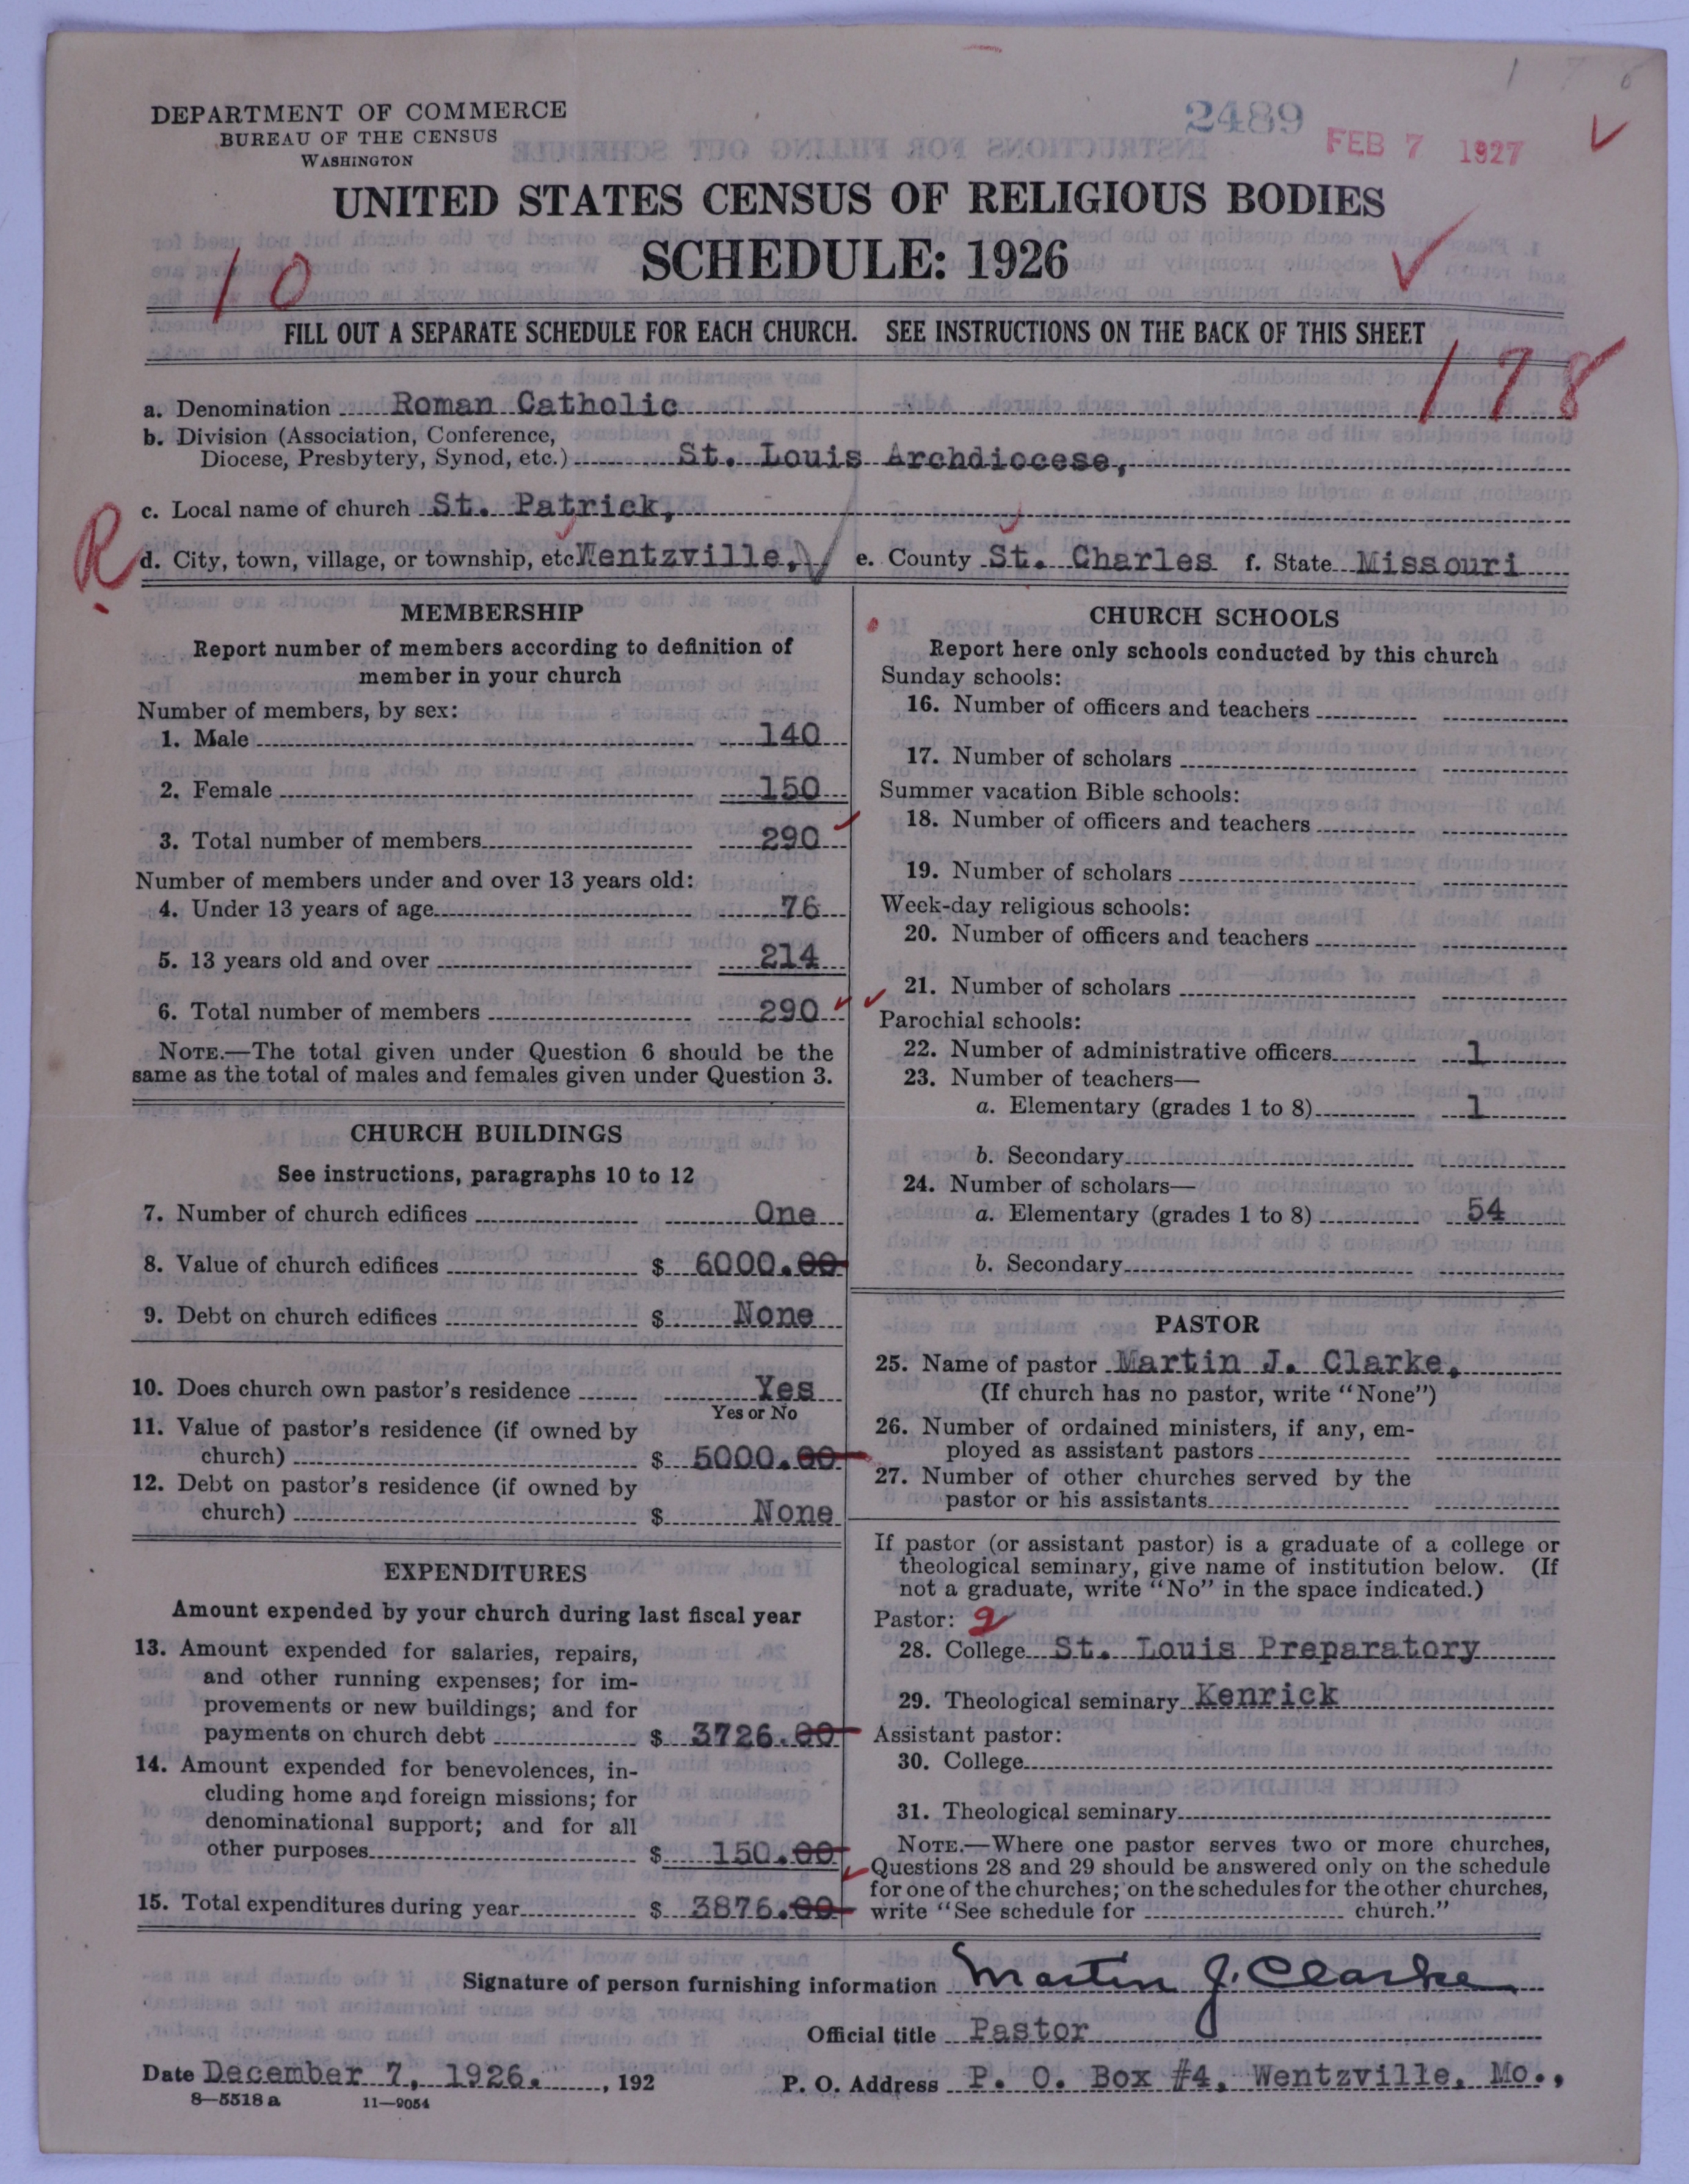 178
DEPARTMENT OF COMMERCE
BUREAU OF THE CENSUS
WASHINGTON
2489
FEB 7 1927
UNITED STATES CENSUS OF RELIGIOUS BODIES
SCHEDULE: 1926
10
FILL OUT A SEPARATE SCHEDULE FOR EACH CHURCH. SEE INSTRUCTIONS ON THE BACK OF THIS SHEET
178
a. Denomination Roman Catholic
b. Division (Association, Conference,
Diocese, Presbytery, Synod, etc.) St. Louis Archdiocese,
c. Local name of church St. Patrick,
R
d. City, town, village, or township, etc Wentzville, e. County St. Charles f. State Missouri
MEMBERSHIP
Report number of members according to definition of
member in your church
Number of members, by sex:
1. Male 140
2. Female 150
3. Total number of members 290
Number of members under and over 13 years old:
4. Under 13 years of age 76
5. 13 years old and over 214
6. Total number of members 290
NOTE.—The total given under Question 6 should be the
same as the total of males and females given under Question 3.
CHURCH BUILDINGS
See instructions, paragraphs 10 to 12
7. Number of church edifices One
8. Value of church edifices $ 6000.00
9. Debt on church edifices $ None
10. Does church own pastor's residence Yes
Yes or No
11. Value of pastor's residence (if owned by
church) $ 5000.00
12. Debt on pastor's residence (if owned by
church) $ None
EXPENDITURES
Amount expended by your church during last fiscal year
13. Amount expended for salaries, repairs,
and other running expenses; for im-
provements or new buildings; and for
payments on church debt $ 3726.00
14. Amount expended for benevolences, in-
cluding home and foreign missions; for
denominational support; and for all
other purposes $ 150.00
15. Total expenditures during year $ 3876.00
CHURCH SCHOOLS
Report here only schools conducted by this church
Sunday schools:
16. Number of officers and teachers
17. Number of scholars
Summer vacation Bible schools:
18. Number of officers and teachers
19. Number of scholars
Week-day religious schools:
20. Number of officers and teachers
21. Number of scholars
Parochial schools:
22. Number of administrative officers 1
23. Number of teachers—
a. Elementary (grades 1 to 8) 1
b. Secondary
24. Number of scholars—
a. Elementary (grades 1 to 8) 54
b. Secondary
PASTOR
25. Name of pastor Martin J. Clarke,
(If church has no pastor, write "None")
26. Number of ordained ministers, if any, em-
ployed as assistant pastors
27. Number of other churches served by the
pastor or his assistants
If pastor (or assistant pastor) is a graduate of a college or
theological seminary, give name of institution below. (If
not a graduate, write "No" in the space indicated.)
Pastor: 2
28. College St. Louis Preparatory
29. Theological seminary Kenrick
Assistant pastor:
30. College
31. Theological seminary
NOTE.—Where one pastor serves two or more churches,
Questions 28 and 29 should be answered only on the schedule
for one of the churches; on the schedules for the other churches,
write "See schedule for church."
Signature of person furnishing information Martin J. Clarke
Official title Pastor
Date December 7, 1926. , 192 P. O. Address P. O. Box #4, Wentzville, Mo.,
8—5518 a 11—9054